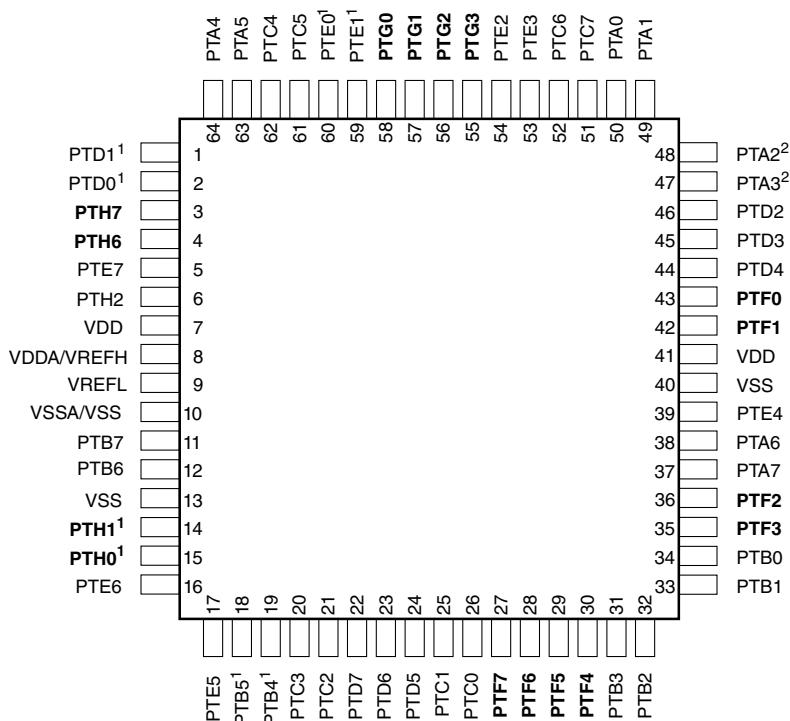 PTA4 PTA5 PTC4 PTC5 PTE0¹ PTE1¹ PTG0 PTG1 PTG2 PTG3 PTE2 PTE3 PTC6 PTC7 PTA0 PTA1
64 63 62 61 60 59 58 57 56 55 54 53 52 51 50 49
PTD1¹ 1 48 PTA2²
PTD0¹ 2 47 PTA3²
PTH7 3 46 PTD2
PTH6 4 45 PTD3
PTE7 5 44 PTD4
PTH2 6 43 PTF0
VDD 7 42 PTF1
VDDA/VREFH 8 41 VDD
VREFL 9 40 VSS
VSSA/VSS 10 39 PTE4
PTB7 11 38 PTA6
PTB6 12 37 PTA7
VSS 13 36 PTF2
PTH1¹ 14 35 PTF3
PTH0¹ 15 34 PTB0
PTE6 16 33 PTB1
17 18 19 20 21 22 23 24 25 26 27 28 29 30 31 32
PTE5 PTB5¹ PTB4¹ PTC3 PTC2 PTD7 PTD6 PTD5 PTC1 PTC0 PTF7 PTF6 PTF5 PTF4 PTB3 PTB2